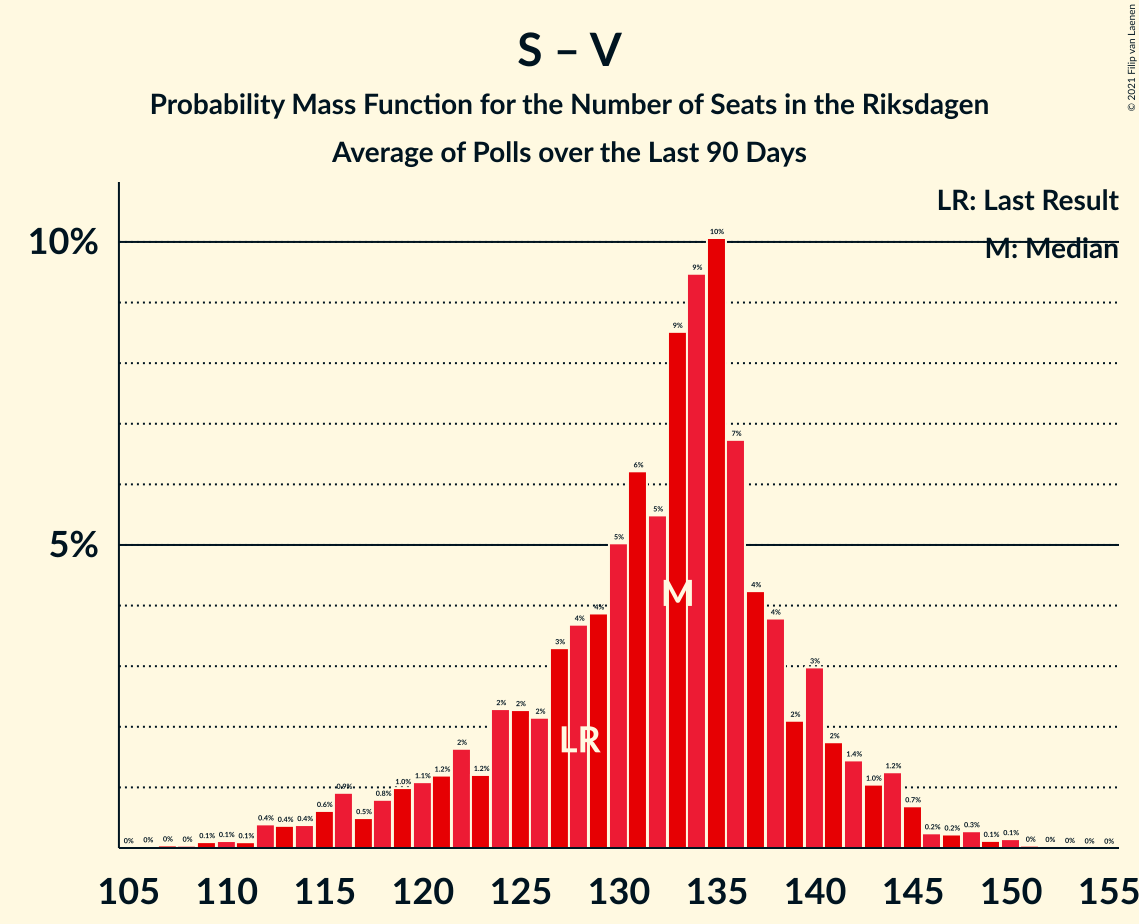 S – V
Probability Mass Function for the Number of Seats in the Riksdagen
Average of Polls over the Last 90 Days
© 2021 Filip van Laenen
LR: Last Result
M: Median
10%
5%
0% 0% 0% 0% 0.1% 0.1% 0.1% 0.4% 0.4% 0.4% 0.6% 0.9% 0.5% 0.8% 1.0% 1.1% 1.2% 2% 1.2% 2% 2% 2% 3% 4% 4% 5% 6% 5% 9% 9% 10% 7% 4% 4% 2% 3% 2% 1.4% 1.0% 1.2% 0.7% 0.2% 0.2% 0.3% 0.1% 0.1% 0% 0% 0% 0% 0%
M
LR
105 110 115 120 125 130 135 140 145 150 155